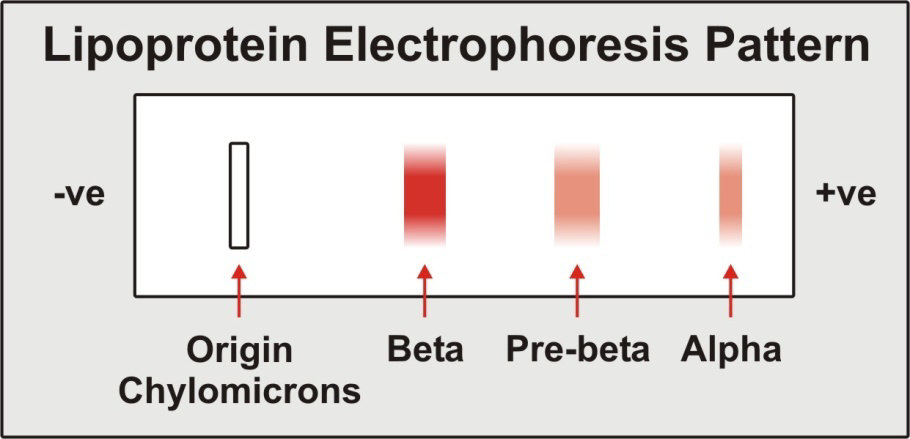 Lipoprotein Electrophoresis Pattern
-ve
+ve
Origin
Chylomicrons
Beta
Pre-beta
Alpha